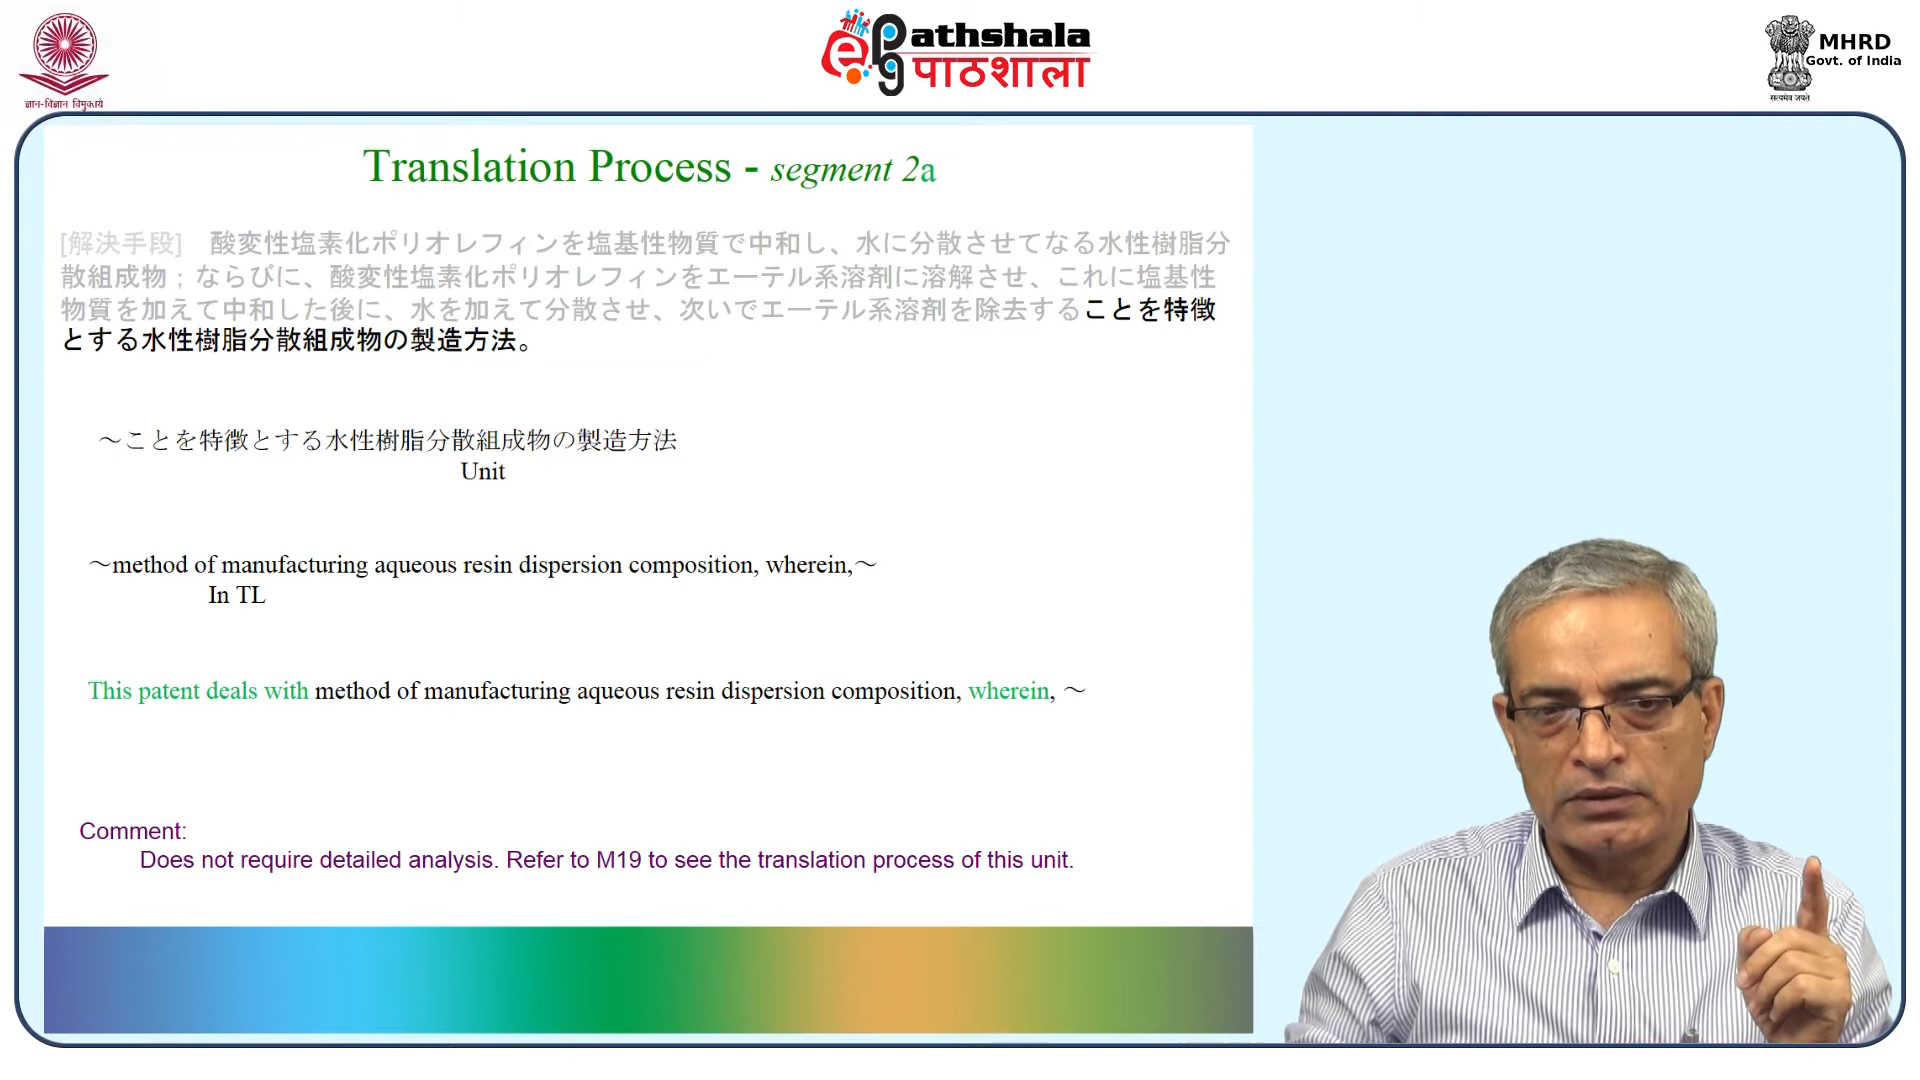 ज्ञान-विज्ञान विमुक्तये
ePathshala
पाठशाला
MHRD
Govt. of India
सत्यमेव जयते
Translation Process - segment 2a
[解決手段] 酸変性塩素化ポリオレフィンを塩基性物質で中和し、水に分散させてなる水性樹脂分
散組成物；ならびに、酸変性塩素化ポリオレフィンをエーテル系溶剤に溶解させ、これに塩基性
物質を加えて中和した後に、水を加えて分散させ、次いでエーテル系溶剤を除去することを特徴
とする水性樹脂分散組成物の製造方法。
～ことを特徴とする水性樹脂分散組成物の製造方法
Unit
～method of manufacturing aqueous resin dispersion composition, wherein,～
In TL
This patent deals with method of manufacturing aqueous resin dispersion composition, wherein, ～
Comment:
Does not require detailed analysis. Refer to M19 to see the translation process of this unit.